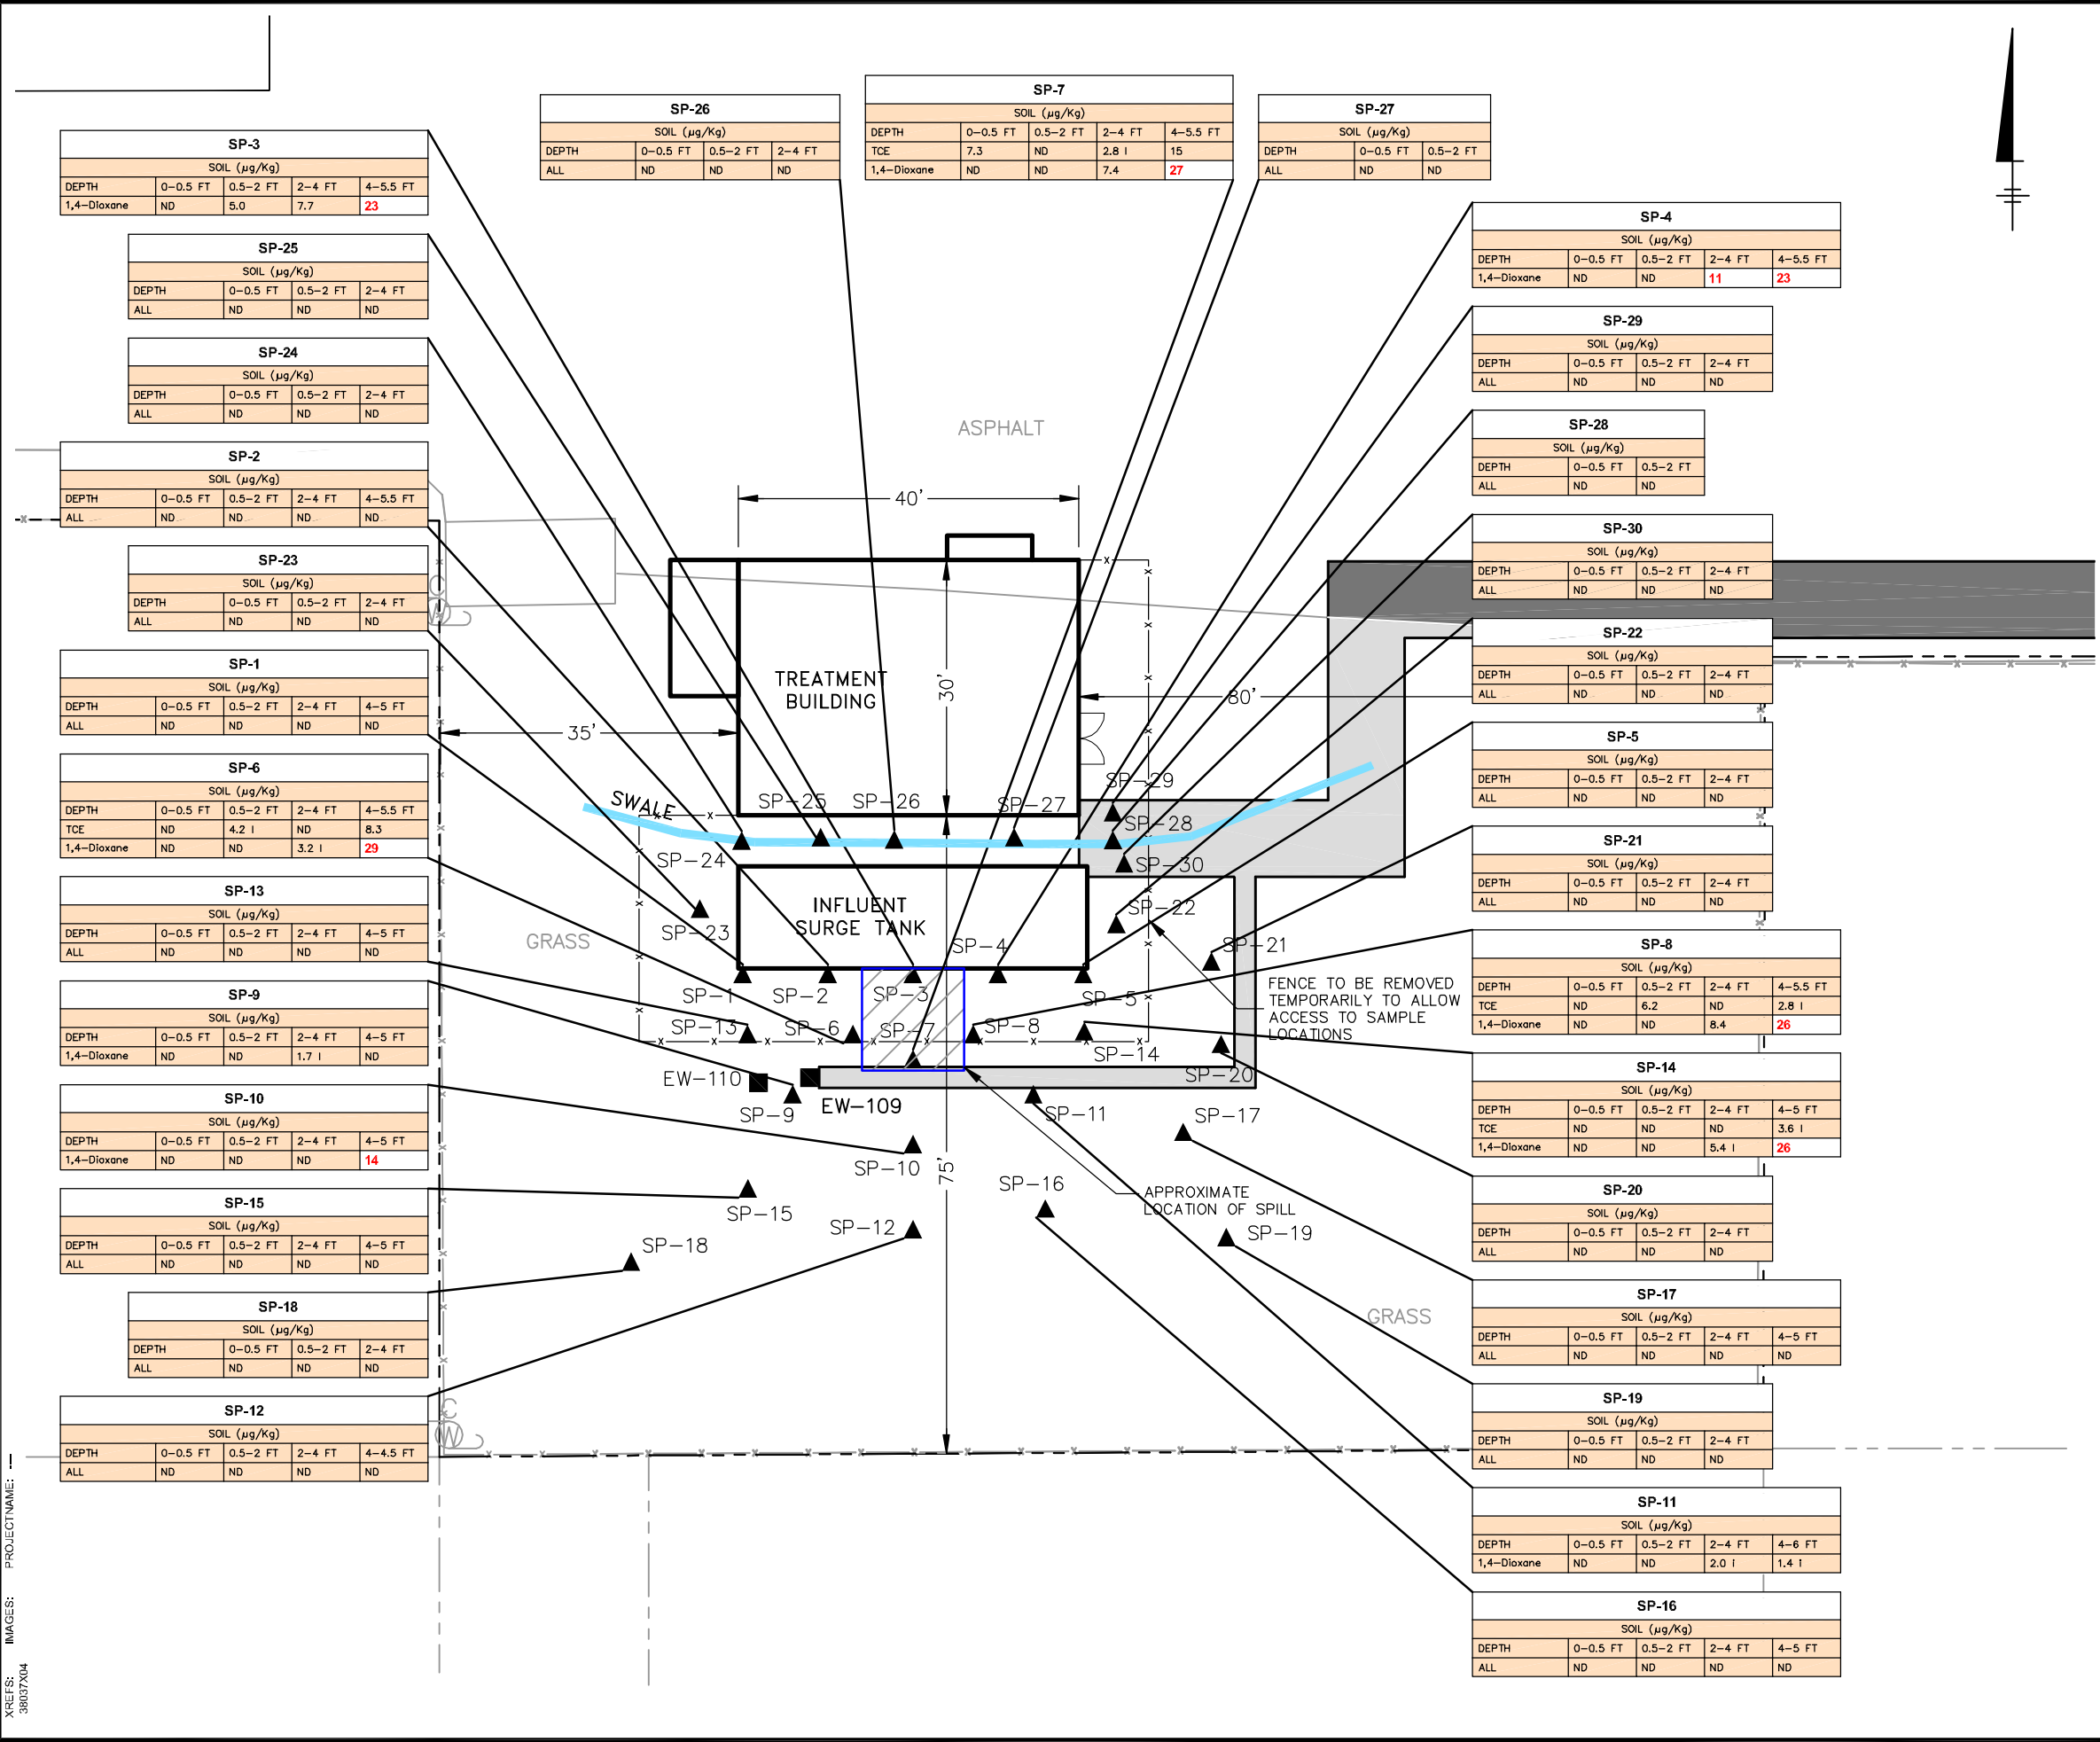 SP-26
SOIL (µg/Kg)
DEPTH 0-0.5 FT 0.5-2 FT 2-4 FT
ALL ND ND ND
SP-7
SOIL (µg/Kg)
DEPTH 0-0.5 FT 0.5-2 FT 2-4 FT 4-5.5 FT
TCE 7.3 ND 2.8 I 15
1,4-Dioxane ND ND 7.4 27
SP-27
SOIL (µg/Kg)
DEPTH 0-0.5 FT 0.5-2 FT
ALL ND ND
SP-3
SOIL (µg/Kg)
DEPTH 0-0.5 FT 0.5-2 FT 2-4 FT 4-5.5 FT
1,4-Dioxane ND 5.0 7.7 23
SP-25
SOIL (µg/Kg)
DEPTH 0-0.5 FT 0.5-2 FT 2-4 FT
ALL ND ND ND
SP-24
SOIL (µg/Kg)
DEPTH 0-0.5 FT 0.5-2 FT 2-4 FT
ALL ND ND ND
SP-2
SOIL (µg/Kg)
DEPTH 0-0.5 FT 0.5-2 FT 2-4 FT 4-5.5 FT
ALL ND ND ND ND
SP-23
SOIL (µg/Kg)
DEPTH 0-0.5 FT 0.5-2 FT 2-4 FT
ALL ND ND ND
SP-1
SOIL (µg/Kg)
DEPTH 0-0.5 FT 0.5-2 FT 2-4 FT 4-5 FT
ALL ND ND ND ND
SP-6
SOIL (µg/Kg)
DEPTH 0-0.5 FT 0.5-2 FT 2-4 FT 4-5.5 FT
TCE ND 4.2 I ND 8.3
1,4-Dioxane ND ND 3.2 I 29
SP-13
SOIL (µg/Kg)
DEPTH 0-0.5 FT 0.5-2 FT 2-4 FT 4-5 FT
ALL ND ND ND ND
SP-9
SOIL (µg/Kg)
DEPTH 0-0.5 FT 0.5-2 FT 2-4 FT 4-5 FT
1,4-Dioxane ND ND 1.7 I ND
SP-10
SOIL (µg/Kg)
DEPTH 0-0.5 FT 0.5-2 FT 2-4 FT 4-5 FT
1,4-Dioxane ND ND ND 14
SP-15
SOIL (µg/Kg)
DEPTH 0-0.5 FT 0.5-2 FT 2-4 FT 4-5 FT
ALL ND ND ND ND
SP-18
SOIL (µg/Kg)
DEPTH 0-0.5 FT 0.5-2 FT 2-4 FT
ALL ND ND ND
SP-12
SOIL (µg/Kg)
DEPTH 0-0.5 FT 0.5-2 FT 2-4 FT 4-4.5 FT
ALL ND ND ND ND
ASPHALT
40'
TREATMENT
BUILDING
30'
80'
35'
SWALE
SP-25
SP-26
SP-27
SP-29
SP-28
SP-24
SP-30
INFLUENT
SURGE TANK
SP-23
SP-22
GRASS
SP-4
SP-21
SP-1
SP-2
SP-3
SP-5
FENCE TO BE REMOVED
TEMPORARILY TO ALLOW
ACCESS TO SAMPLE
LOCATIONS
SP-13
SP-6
SP-7
SP-8
SP-14
SP-20
EW-110
SP-9
EW-109
SP-11
SP-17
SP-10
75'
SP-16
APPROXIMATE
LOCATION OF SPILL
SP-15
SP-12
SP-19
SP-18
GRASS
SP-4
SOIL (µg/Kg)
DEPTH 0-0.5 FT 0.5-2 FT 2-4 FT 4-5.5 FT
1,4-Dioxane ND ND 11 23
SP-29
SOIL (µg/Kg)
DEPTH 0-0.5 FT 0.5-2 FT 2-4 FT
ALL ND ND ND
SP-28
SOIL (µg/Kg)
DEPTH 0-0.5 FT 0.5-2 FT
ALL ND ND
SP-30
SOIL (µg/Kg)
DEPTH 0-0.5 FT 0.5-2 FT 2-4 FT
ALL ND ND ND
SP-22
SOIL (µg/Kg)
DEPTH 0-0.5 FT 0.5-2 FT 2-4 FT
ALL ND ND ND
SP-5
SOIL (µg/Kg)
DEPTH 0-0.5 FT 0.5-2 FT 2-4 FT
ALL ND ND ND
SP-21
SOIL (µg/Kg)
DEPTH 0-0.5 FT 0.5-2 FT 2-4 FT
ALL ND ND ND
SP-8
SOIL (µg/Kg)
DEPTH 0-0.5 FT 0.5-2 FT 2-4 FT 4-5.5 FT
TCE ND 6.2 ND 2.8 I
1,4-Dioxane ND ND 8.4 26
SP-14
SOIL (µg/Kg)
DEPTH 0-0.5 FT 0.5-2 FT 2-4 FT 4-5 FT
TCE ND ND ND 3.6 I
1,4-Dioxane ND ND 5.4 I 26
SP-20
SOIL (µg/Kg)
DEPTH 0-0.5 FT 0.5-2 FT 2-4 FT
ALL ND ND ND
SP-17
SOIL (µg/Kg)
DEPTH 0-0.5 FT 0.5-2 FT 2-4 FT 4-5 FT
ALL ND ND ND ND
SP-19
SOIL (µg/Kg)
DEPTH 0-0.5 FT 0.5-2 FT 2-4 FT
ALL ND ND ND
SP-11
SOIL (µg/Kg)
DEPTH 0-0.5 FT 0.5-2 FT 2-4 FT 4-6 FT
1,4-Dioxane ND ND 2.0 I 1.4 I
SP-16
SOIL (µg/Kg)
DEPTH 0-0.5 FT 0.5-2 FT 2-4 FT 4-5 FT
ALL ND ND ND ND
XREFS: IMAGES: PROJECTNAME: ---
38037X04